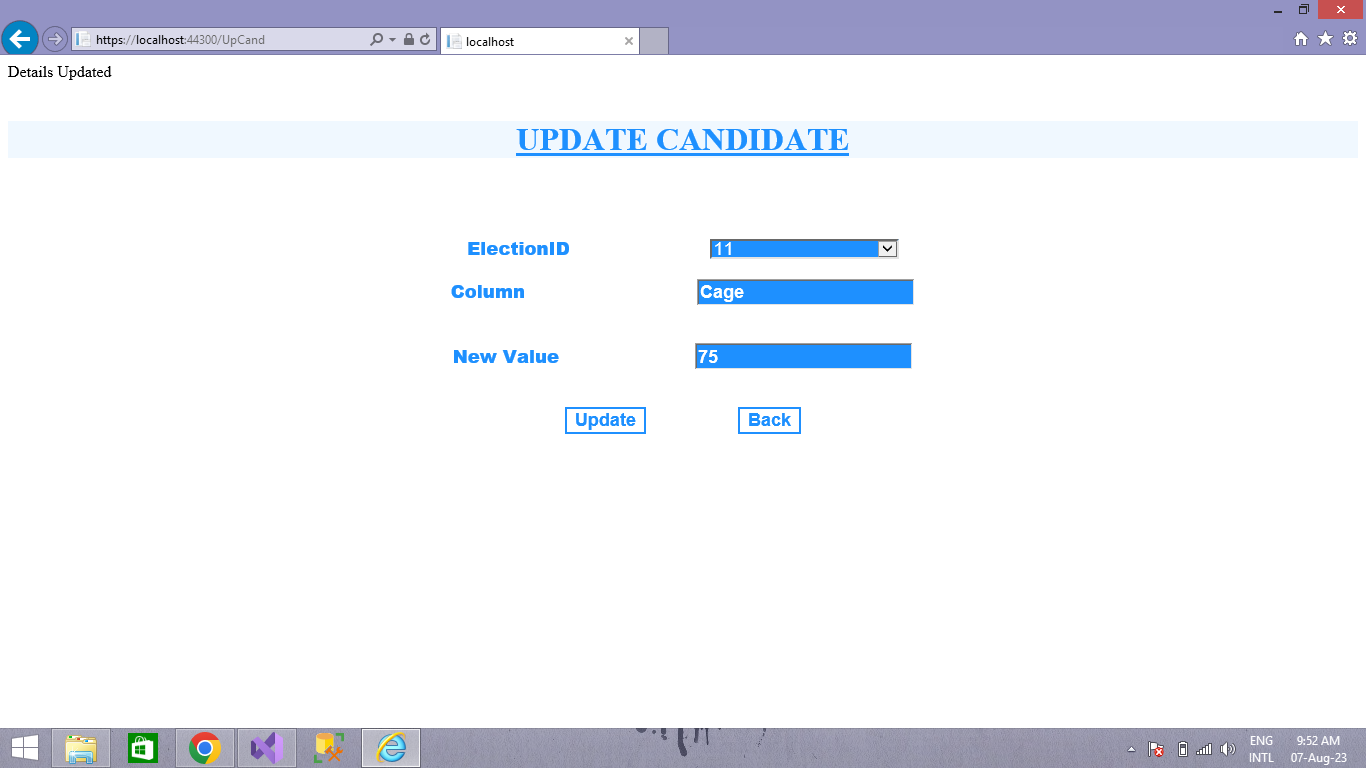 https://localhost:44300/UpCand
localhost
Details Updated
UPDATE CANDIDATE
ElectionID 11
Column Cage
New Value 75
Update Back
ENG 9:52 AM
INTL 07-Aug-23